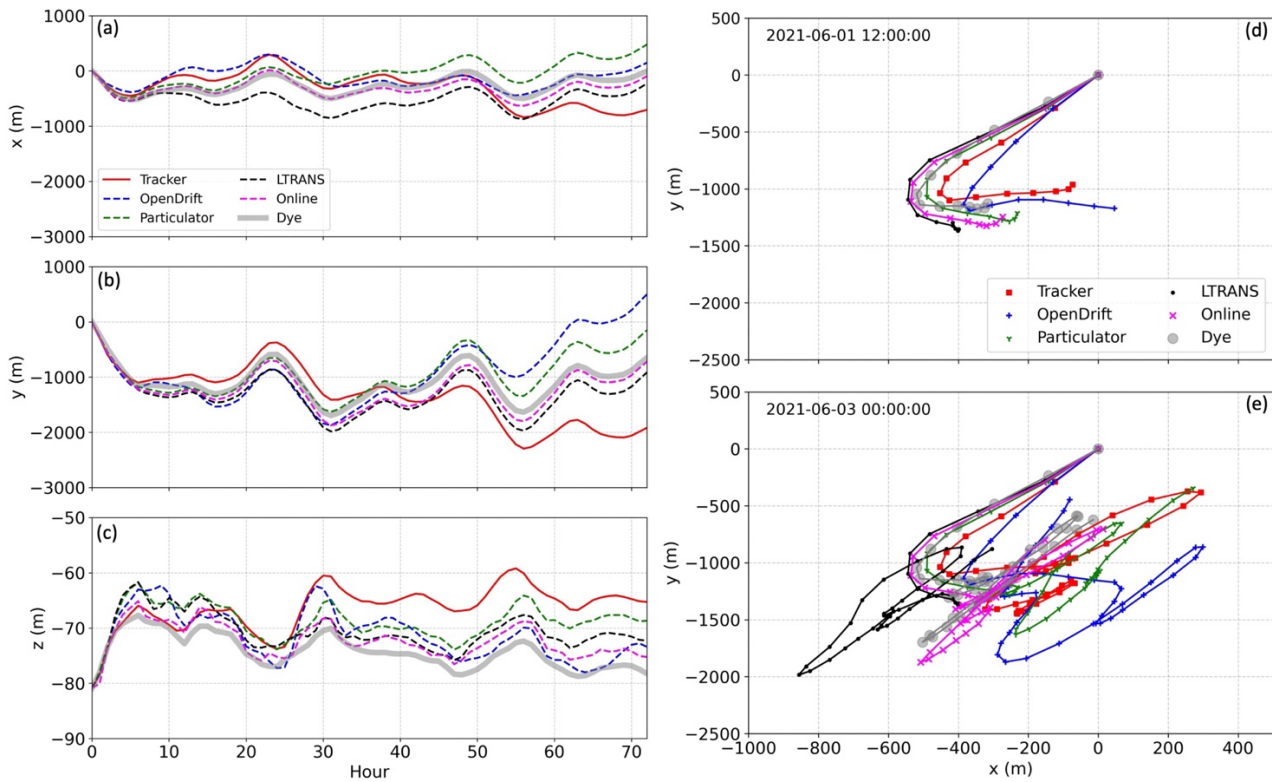 (a)
1000
0
−1000
−2000
−3000
x (m)
Tracker
OpenDrift
Particulator
LTRANS
Online
Dye
(b)
1000
0
−1000
−2000
−3000
y (m)
(c)
−50
−60
−70
−80
−90
z (m)
0 10 20 30 40 50 60 70
Hour
(d)
2021-06-01 12:00:00
500
0
−500
−1000
−1500
−2000
−2500
y (m)
Tracker
OpenDrift
Particulator
LTRANS
Online
Dye
(e)
2021-06-03 00:00:00
500
0
−500
−1000
−1500
−2000
−2500
y (m)
−1000 −800 −600 −400 −200 0 200 400
x (m)